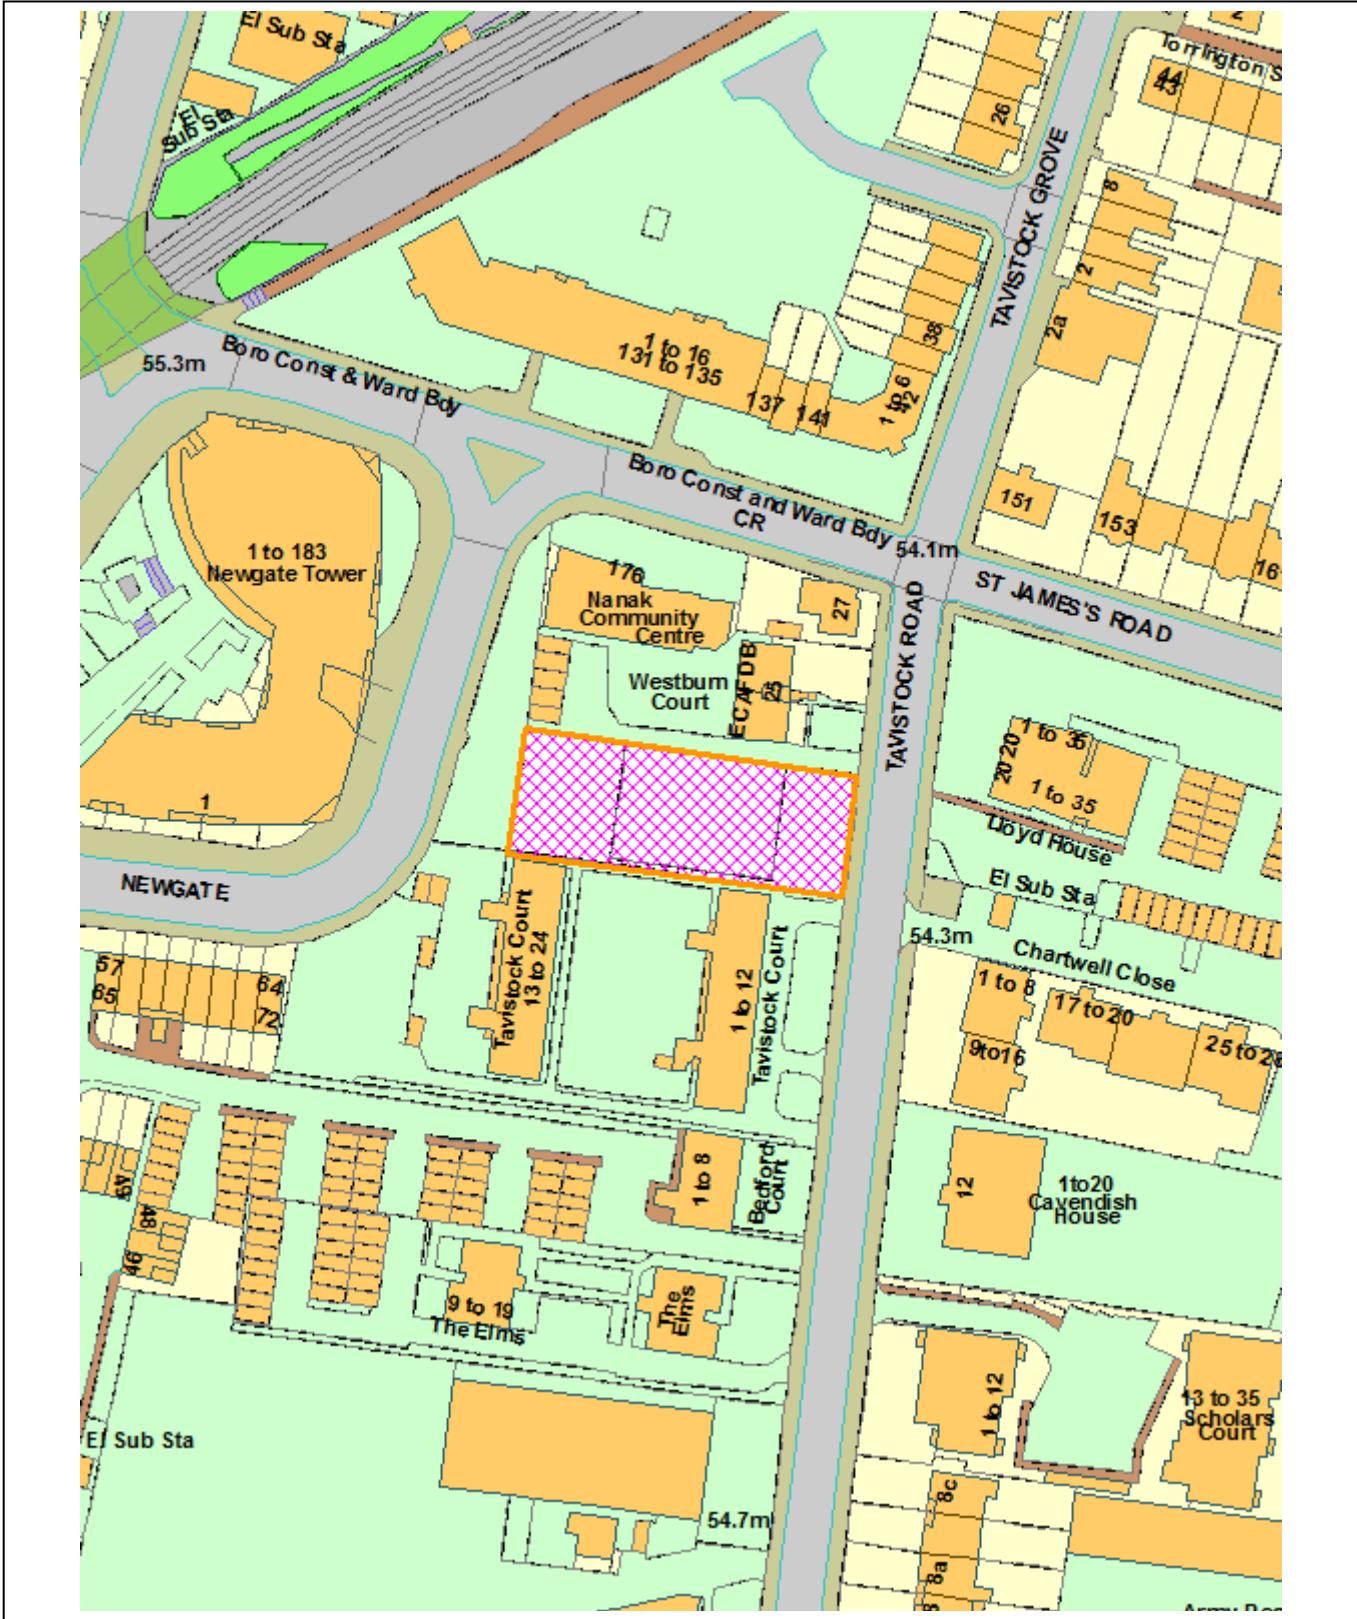 El Sub Sta
2
Torrington S
44
43
El
Sub Sta
26
TAVISTOCK GROVE
8
2
2a
38
1 to 16
131 to 135
137
141
1 to 6
42
55.3m
Boro Const & Ward Bdy
Boro Const and Ward Bdy
CR
54.1m
151
153
16
ST JAMES'S ROAD
1 to 183
Newgate Tower
176
Nanak
Community
Centre
27
Westburn
Court
E C A F D B
25
TAVISTOCK ROAD
1 to 35
20 20
1 to 35
Lloyd House
1
NEWGATE
El Sub Sta
54.3m
Chartwell Close
Tavistock Court
13 to 24
1 to 12
Tavistock Court
57
65
64
72
1 to 8
17 to 20
9 to 16
25 to 28
49
48
46
1 to 8
Bedford
Court
12
1to20
Cavendish
House
9 to 19
The Elms
The
Elms
1 to 12
13 to 35
Scholars
Court
El Sub Sta
54.7m
8c
8a